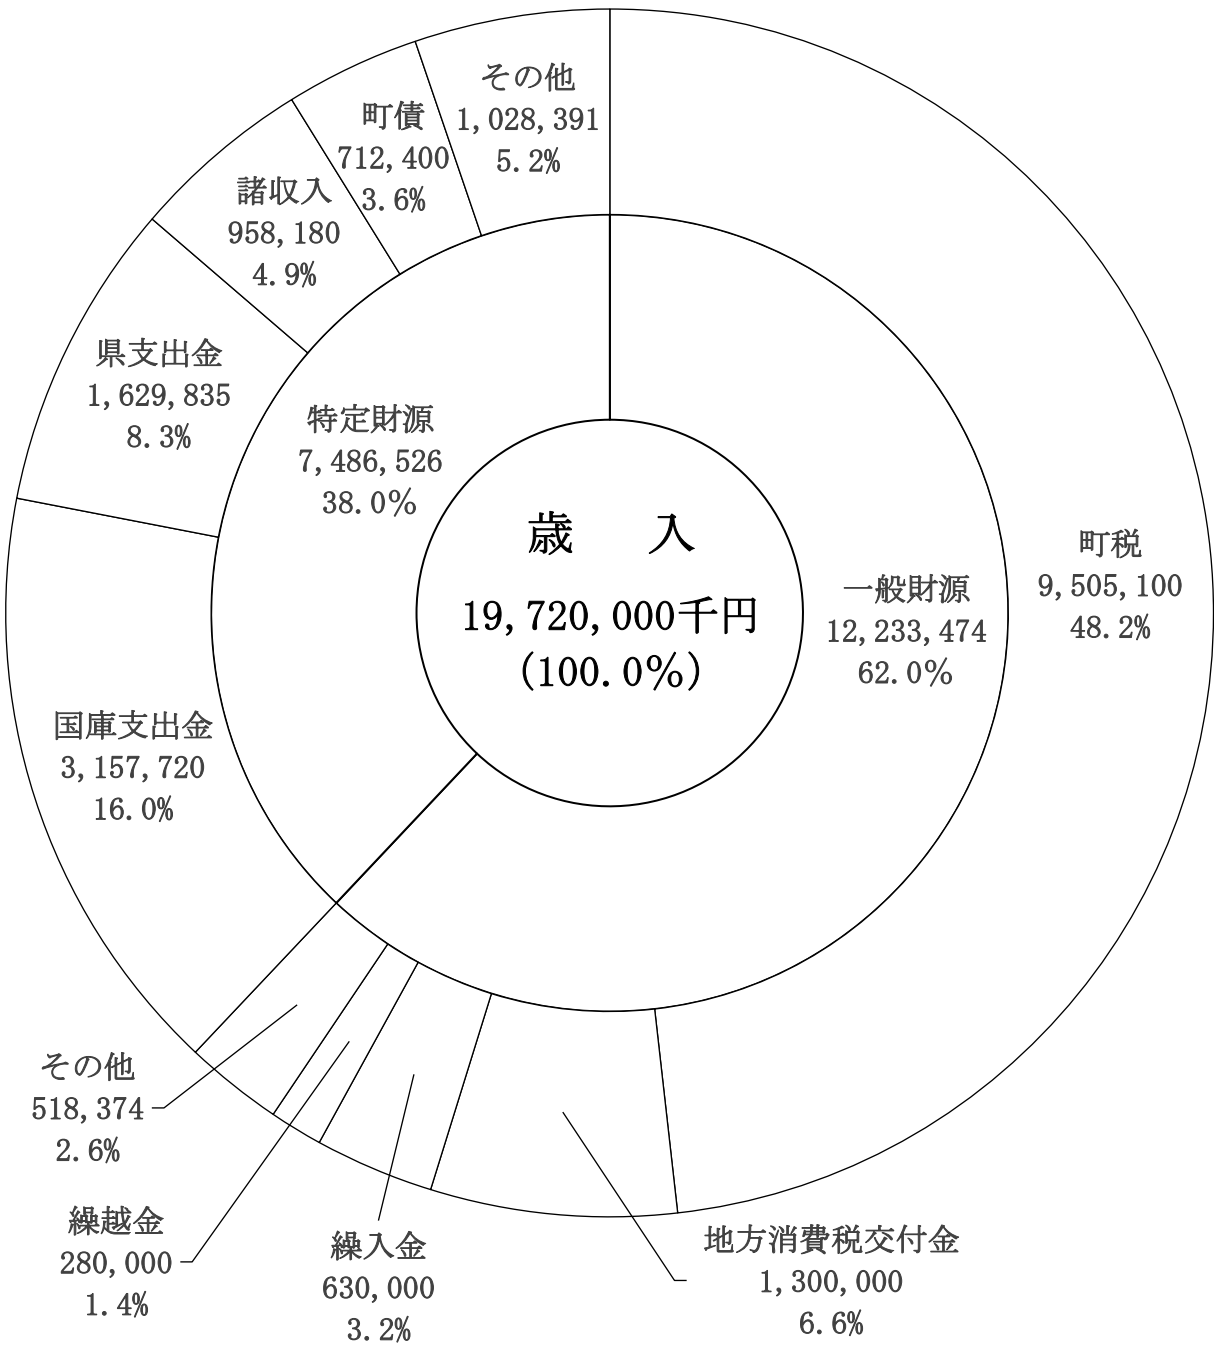 歳　入
19,720,000千円
(100.0%)
一般財源
12,233,474
62.0%
特定財源
7,486,526
38.0%
町税
9,505,100
48.2%
地方消費税交付金
1,300,000
6.6%
繰入金
630,000
3.2%
繰越金
280,000
1.4%
その他
518,374
2.6%
国庫支出金
3,157,720
16.0%
県支出金
1,629,835
8.3%
諸収入
958,180
4.9%
町債
712,400
3.6%
その他
1,028,391
5.2%